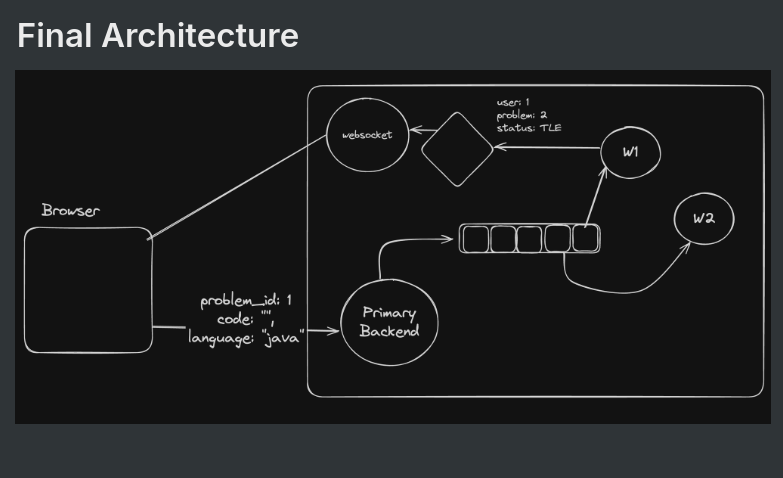 Final Architecture
user: 1
problem: 2
status: TLE
websocket
W1
Browser
W2
problem_id: 1
code: "",
language: "java"
Primary
Backend